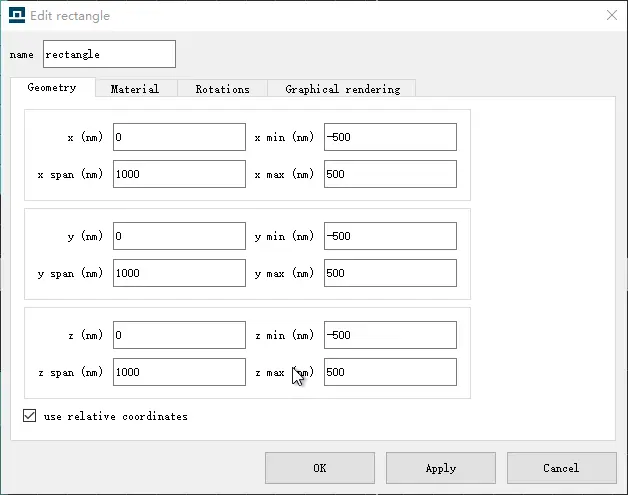 Edit rectangle
name rectangle
Geometry Material Rotations Graphical rendering
x (nm) 0 x min (nm) -500
x span (nm) 1000 x max (nm) 500
y (nm) 0 y min (nm) -500
y span (nm) 1000 y max (nm) 500
z (nm) 0 z min (nm) -500
z span (nm) 1000 z max (nm) 500
use relative coordinates
OK Apply Cancel